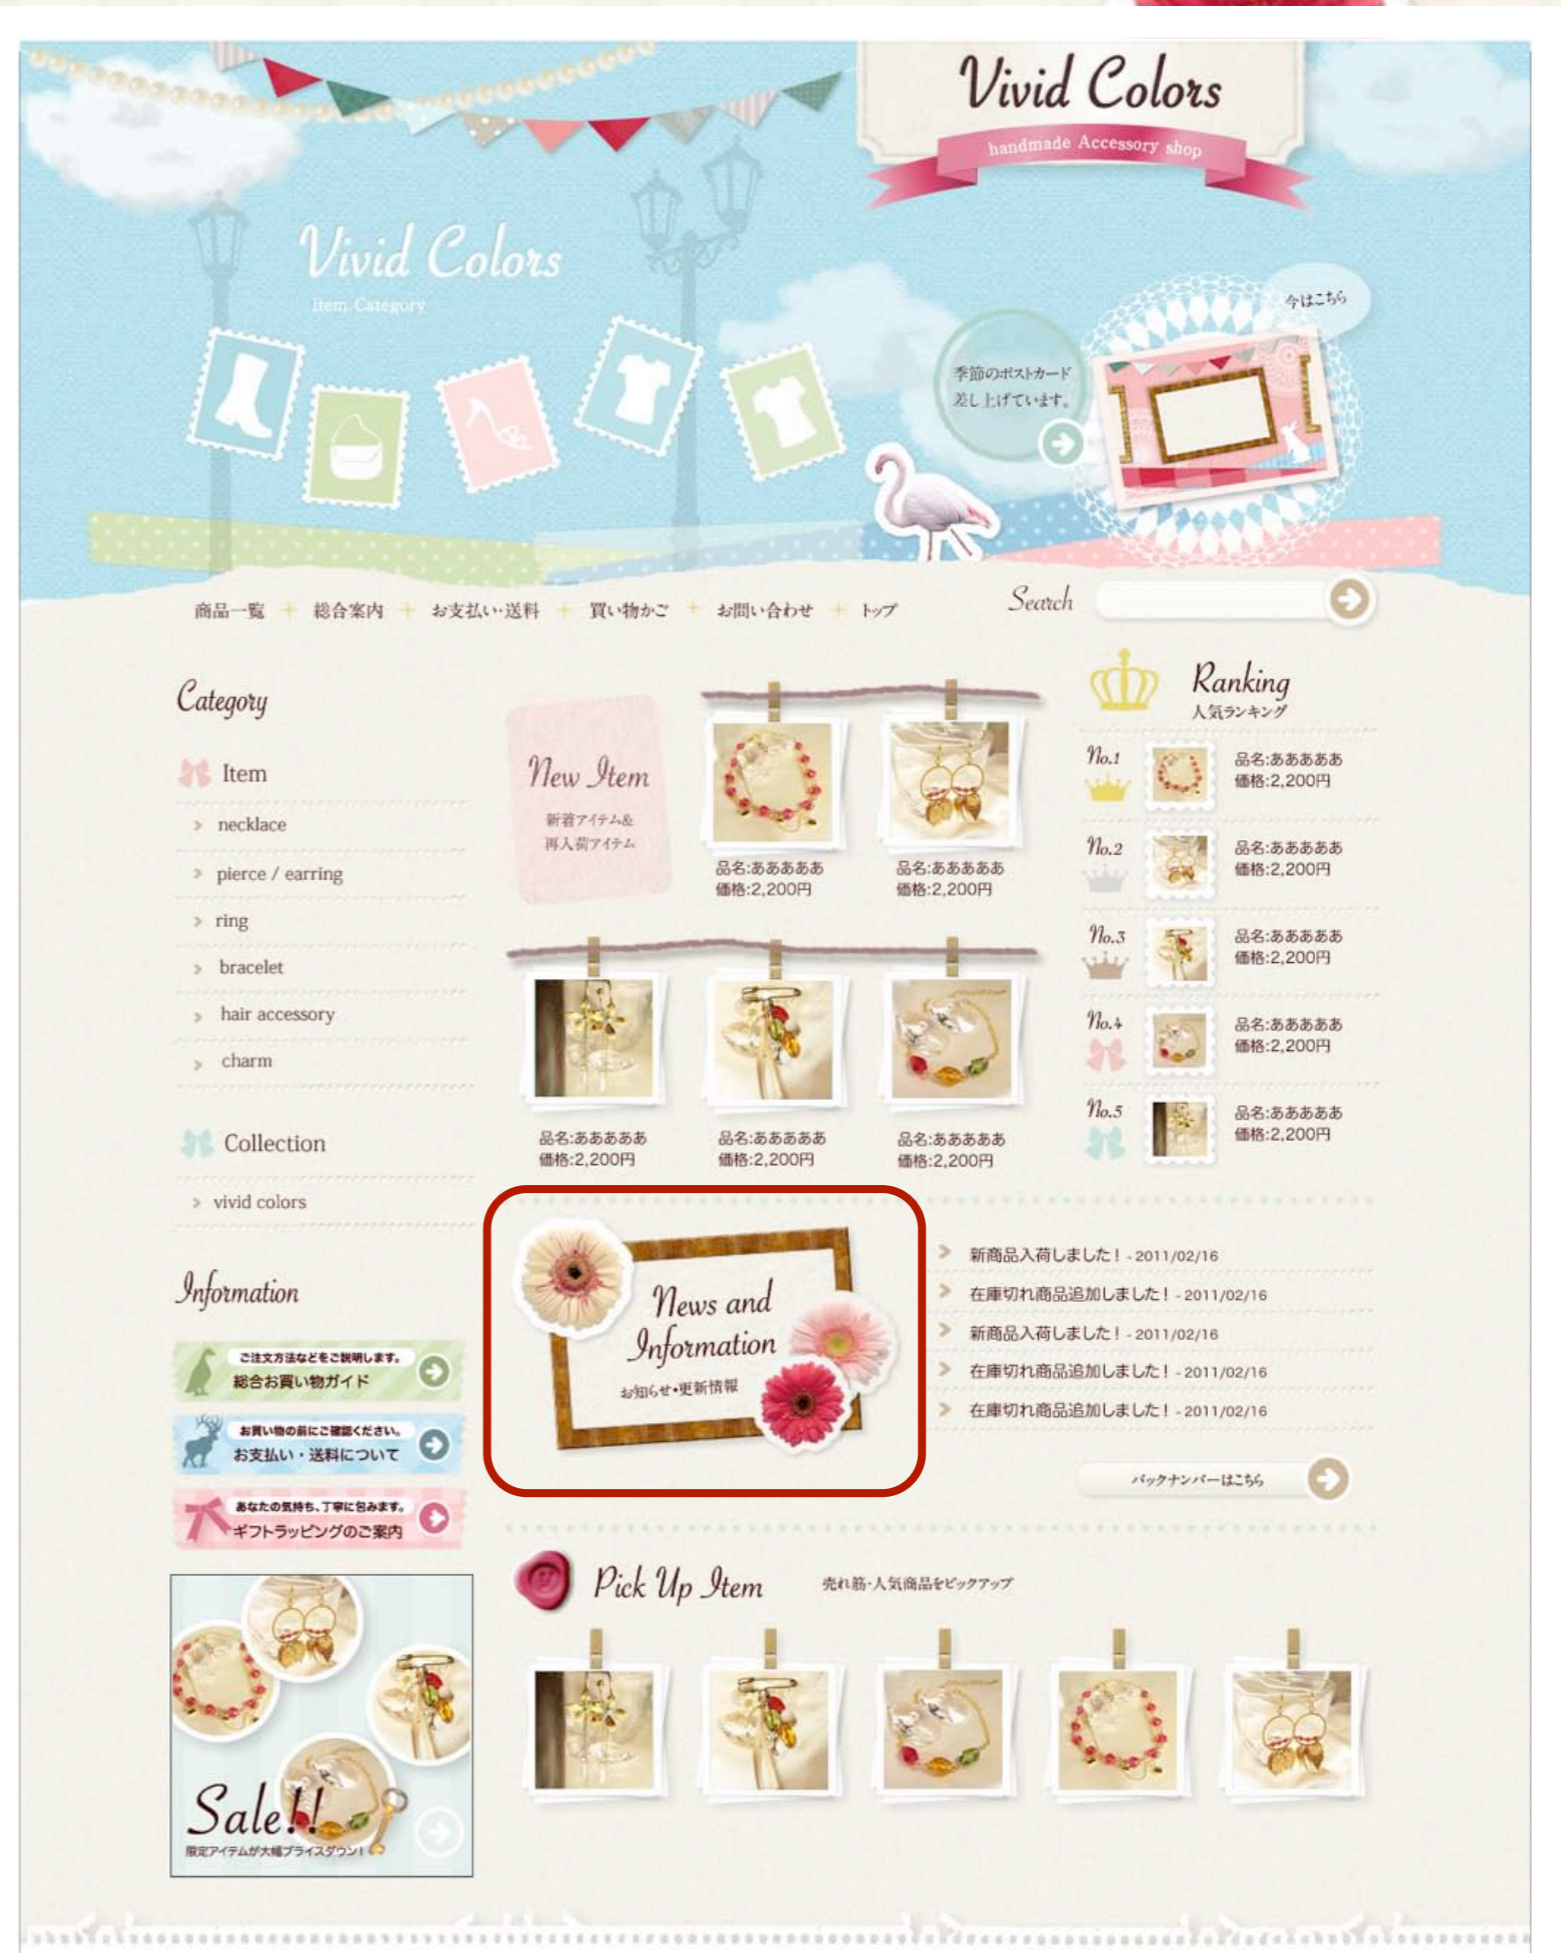 Vivid Colors
handmade Accessory shop
Vivid Colors
Item Category
今はこちら
季節のポストカード
差し上げています。
商品一覧
総合案内
お支払い・送料
買い物かご
お問い合わせ
トップ
Search
Category
Item
necklace
pierce / earring
ring
bracelet
hair accessory
charm
Collection
vivid colors
Information
ご注文方法などをご説明します。
総合お買い物ガイド
お買い物の前にご確認ください。
お支払い・送料について
あなたの気持ち、丁寧に包みます。
ギフトラッピングのご案内
Sale!!
限定アイテムが大幅プライスダウン!
New Item
新着アイテム&
再入荷アイテム
品名:あああああ
価格:2,200円
品名:あああああ
価格:2,200円
品名:あああああ
価格:2,200円
品名:あああああ
価格:2,200円
品名:あああああ
価格:2,200円
Ranking
人気ランキング
No.1
品名:あああああ
価格:2,200円
No.2
品名:あああああ
価格:2,200円
No.3
品名:あああああ
価格:2,200円
No.4
品名:あああああ
価格:2,200円
No.5
品名:あああああ
価格:2,200円
News and
Information
お知らせ・更新情報
新商品入荷しました! - 2011/02/16
在庫切れ商品追加しました! - 2011/02/16
新商品入荷しました! - 2011/02/16
在庫切れ商品追加しました! - 2011/02/16
在庫切れ商品追加しました! - 2011/02/16
バックナンバーはこちら
Pick Up Item
売れ筋・人気商品をピックアップ